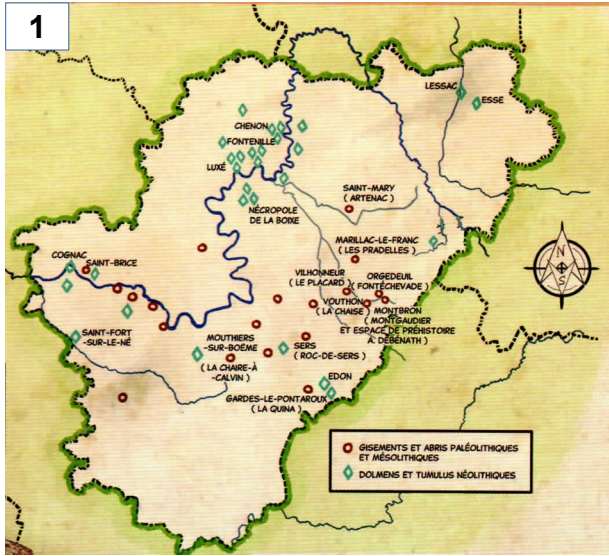 1
LESSAC
ESSE
CHENON
FONTENILLE
LUXÉ
SAINT-MARY
( ARTENAC )
NÉCROPOLE
DE LA BOIXE
MARILLAC-LE-FRANC
( LES PRADELLES )
COGNAC
SAINT-BRICE
VILHONNEUR
( LE PLACARD )
ORGEDEUIL
( FONTÉCHEVADE )
VOUTHON
( LA CHAISE )
MONTBRON
( MONTGAUDIER
ET ESPACE DE PRÉHISTOIRE
A. DEBÉNATH )
SAINT-FORT
-SUR-LE-NÉ
MOUTHIERS
-SUR-BOËME
( LA CHAIRE-À
-CALVIN )
SERS
( ROC-DE-SERS )
EDON
GARDES-LE-PONTAROUX
( LA QUINA )
N
S
GISEMENTS ET ABRIS PALÉOLITHIQUES
ET MÉSOLITHIQUES
DOLMENS ET TUMULUS NÉOLITHIQUES